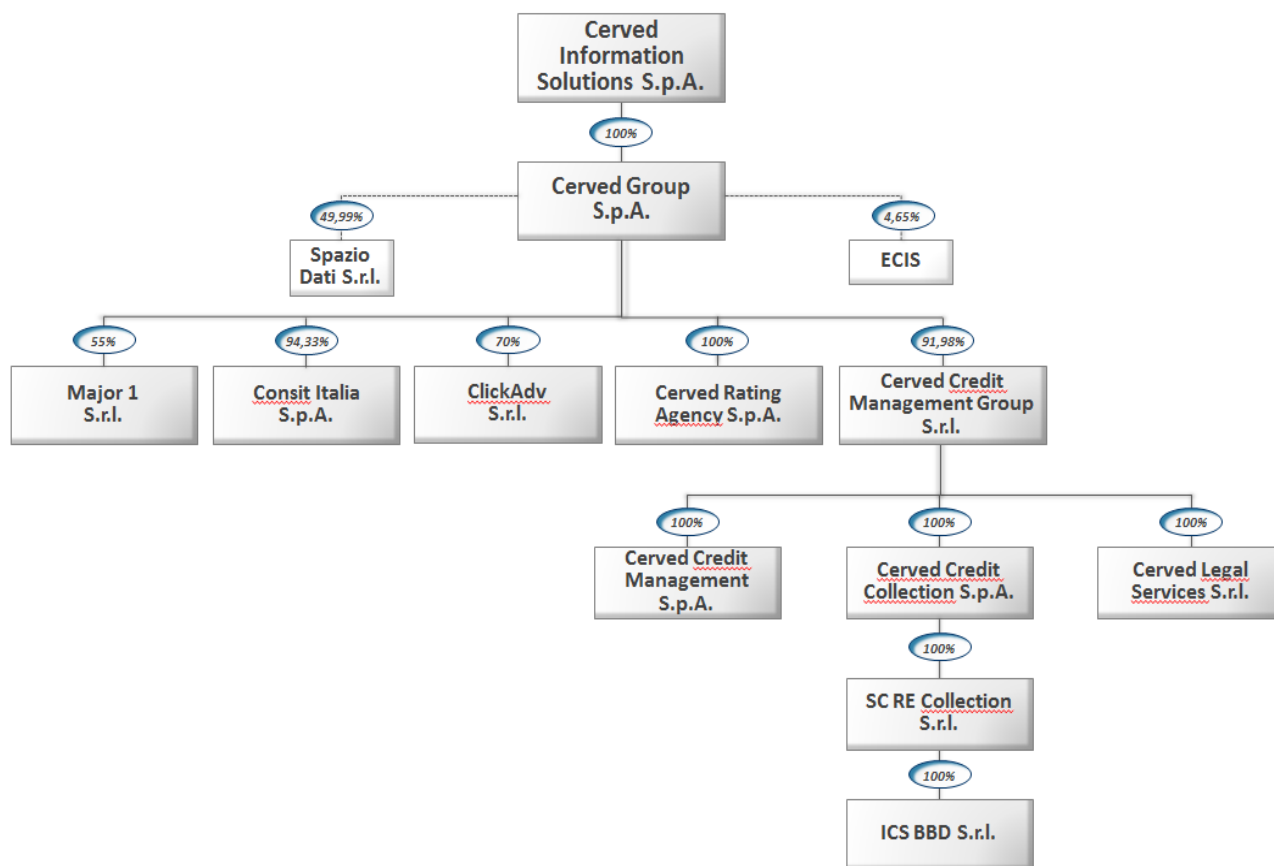 Cerved
Information
Solutions S.p.A.
100%
Cerved Group
S.p.A.
49,99%
4,65%
Spazio
Dati S.r.l.
ECIS
55%
94,33%
70%
100%
91,98%
Major 1
S.r.l.
Consit Italia
S.p.A.
ClickAdv
S.r.l.
Cerved Rating
Agency S.p.A.
Cerved Credit
Management Group
S.r.l.
100%
100%
100%
Cerved Credit
Management
S.p.A.
Cerved Credit
Collection S.p.A.
Cerved Legal
Services S.r.l.
100%
SC RE Collection
S.r.l.
100%
ICS BBD S.r.l.